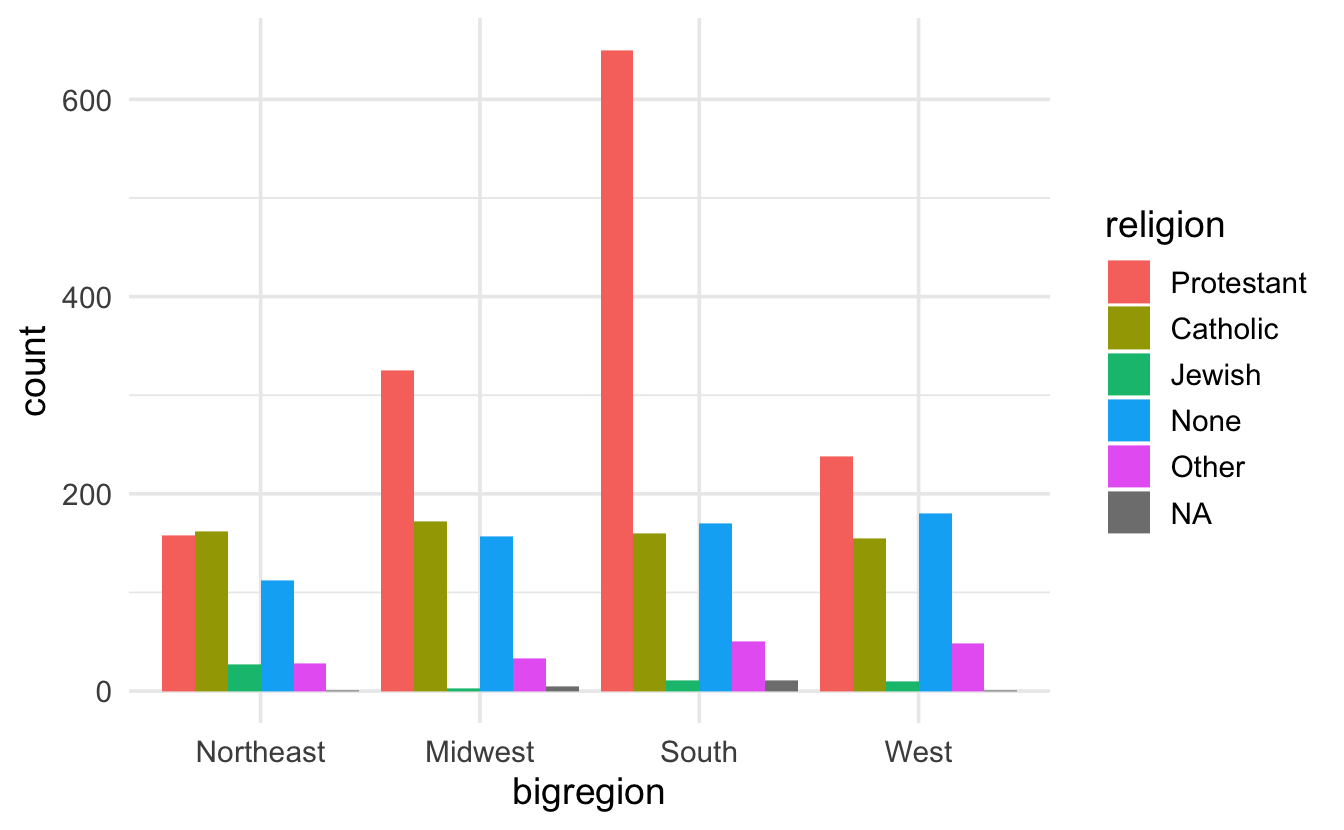 count
600
400
200
0
Northeast
Midwest
South
West
bigregion
religion
Protestant
Catholic
Jewish
None
Other
NA